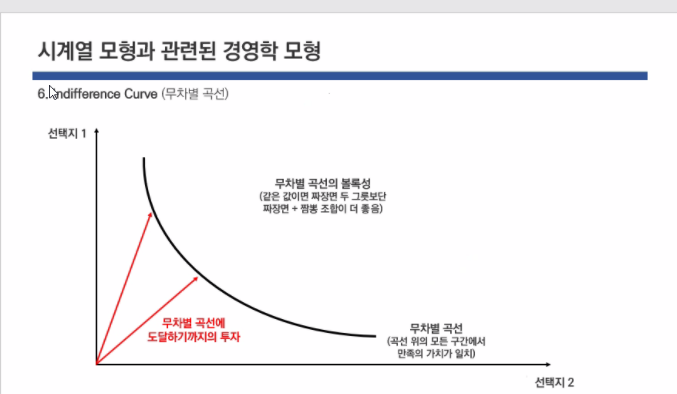 시계열 모형과 관련된 경영학 모형
6. Indifference Curve (무차별 곡선)
선택지 1
무차별 곡선의 볼록성
(같은 값이면 짜장면 두 그릇보단
짜장면 + 짬뽕 조합이 더 좋음)
무차별 곡선에
도달하기까지의 투자
무차별 곡선
(곡선 위의 모든 구간에서
만족의 가치가 일치)
선택지 2